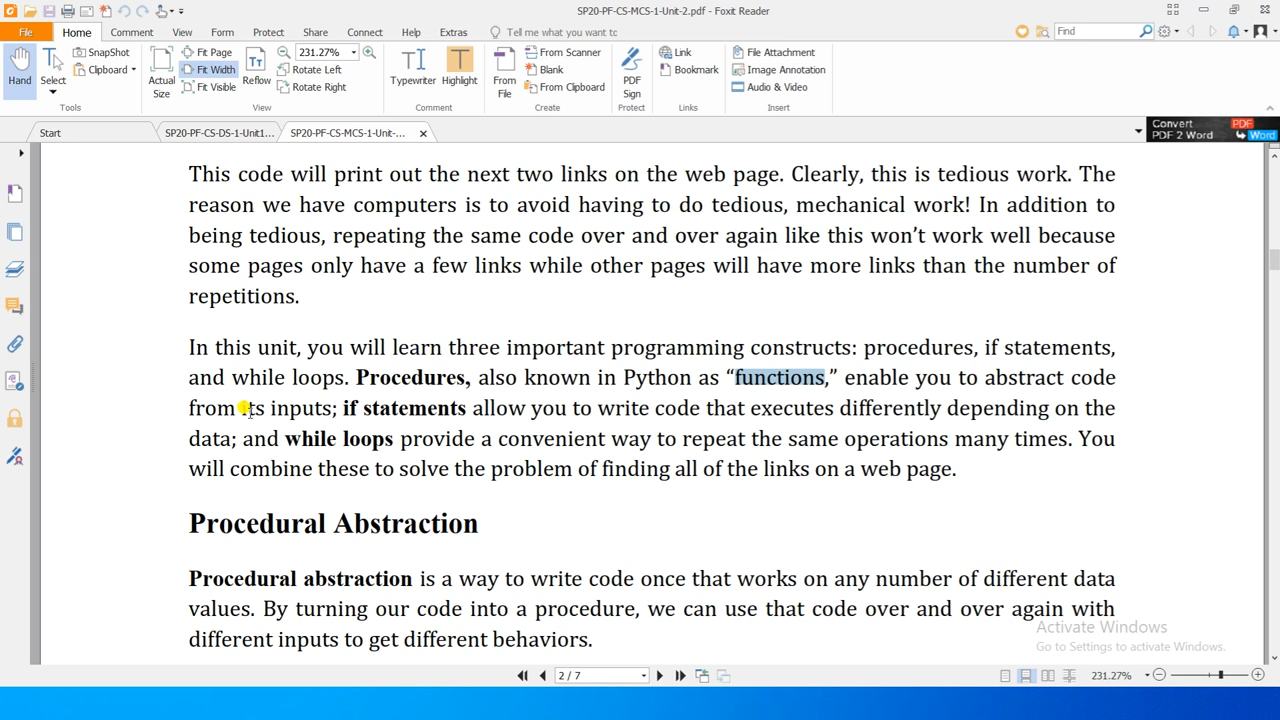 SP20-PF-CS-MCS-1-Unit-2.pdf - Foxit Reader
File Home Comment View Form Protect Share Connect Help Extras Tell me what you want tc Find
Hand
Select
SnapShot
Clipboard
Tools
Actual Size
Fit Page
Fit Width
Fit Visible
Reflow
231.27%
Rotate Left
Rotate Right
View
Typewriter
Highlight
Comment
From File
From Scanner
Blank
From Clipboard
Create
PDF Sign
Protect
Link
Bookmark
Links
File Attachment
Image Annotation
Audio & Video
Insert
Start SP20-PF-CS-DS-1-Unit1... SP20-PF-CS-MCS-1-Unit-...
Convert PDF
PDF 2 Word Word
This code will print out the next two links on the web page. Clearly, this is tedious work. The
reason we have computers is to avoid having to do tedious, mechanical work! In addition to
being tedious, repeating the same code over and over again like this won’t work well because
some pages only have a few links while other pages will have more links than the number of
repetitions.
In this unit, you will learn three important programming constructs: procedures, if statements,
and while loops. Procedures, also known in Python as “functions,” enable you to abstract code
from its inputs; if statements allow you to write code that executes differently depending on the
data; and while loops provide a convenient way to repeat the same operations many times. You
will combine these to solve the problem of finding all of the links on a web page.
Procedural Abstraction
Procedural abstraction is a way to write code once that works on any number of different data
values. By turning our code into a procedure, we can use that code over and over again with
different inputs to get different behaviors.
Activate Windows
Go to Settings to activate Windows.
2 / 7
231.27%